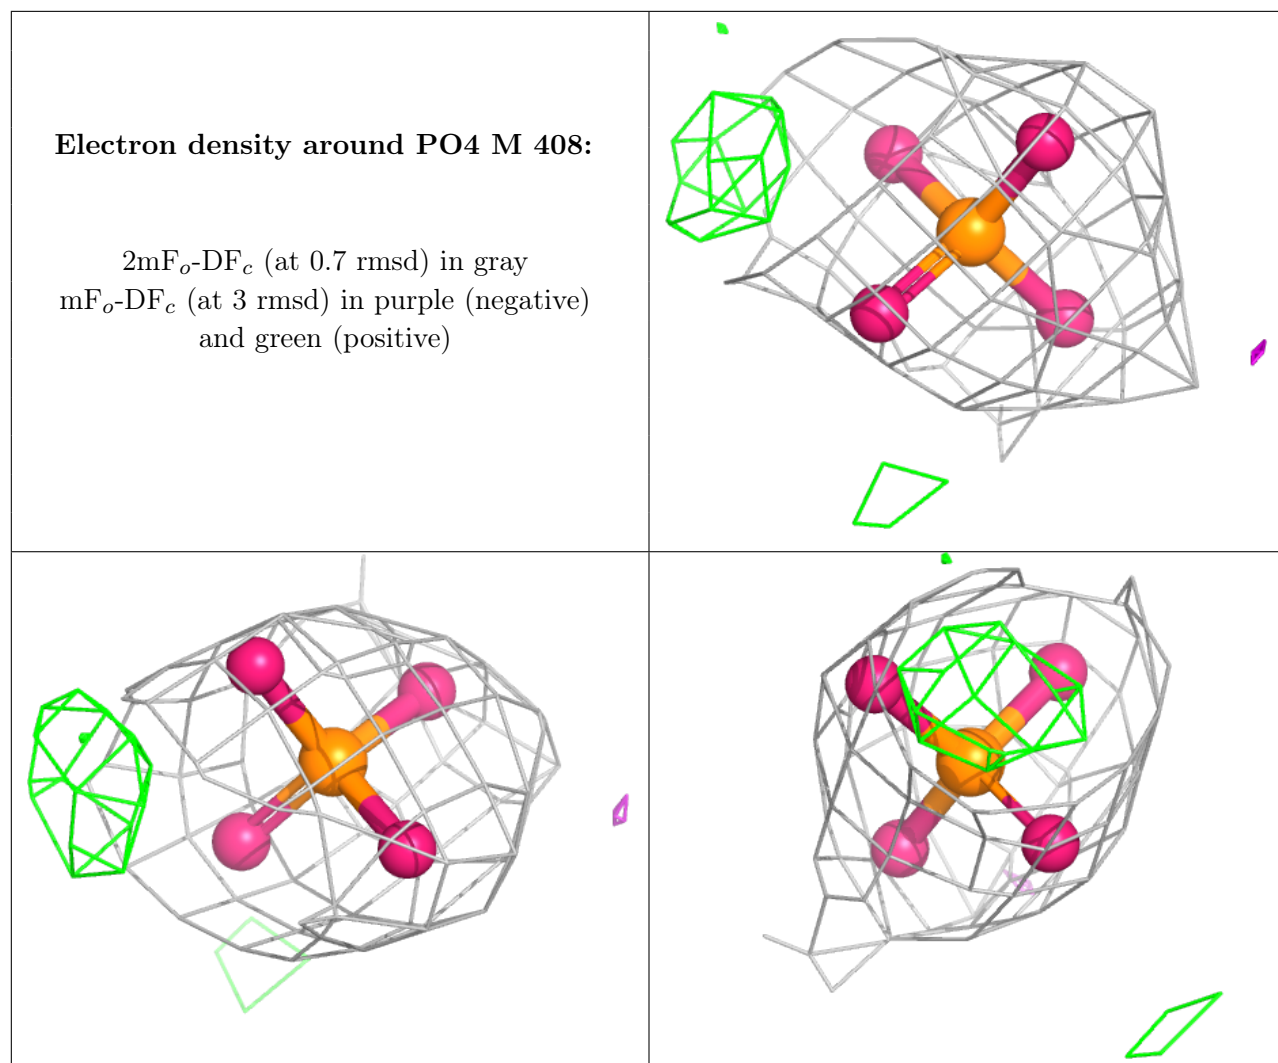 Electron density around PO4 M 408:
2mFo-DFc (at 0.7 rmsd) in gray
mFo-DFc (at 3 rmsd) in purple (negative)
and green (positive)